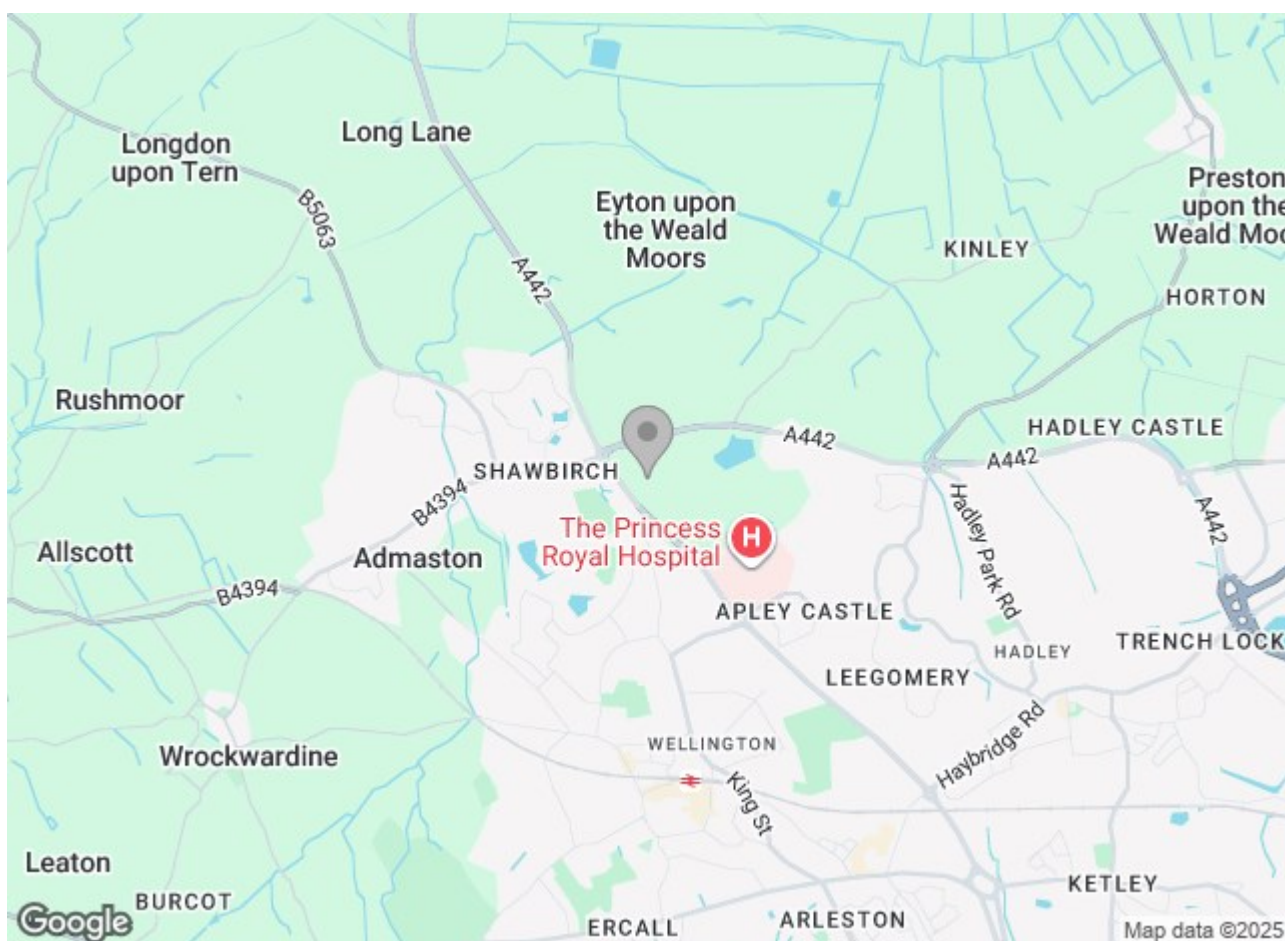 Longdon
upon Tern
Long Lane
B5063
A442
Eyton upon
the Weald
Moors
KINLEY
Preston
upon the
Weald Moo
HORTON
Rushmoor
SHAWBIRCH
A442
HADLEY CASTLE
A442
B4394
Hadley Park Rd
A442
Allscott
Admaston
The Princess
Royal Hospital
H
B4394
APLEY CASTLE
HADLEY
TRENCH LOCK
LEEGOMERY
Wrockwardine
WELLINGTON
Haybridge Rd
King St
Leaton
BURCOT
KETLEY
ERCALL
ARLESTON
Google
Map data ©2025